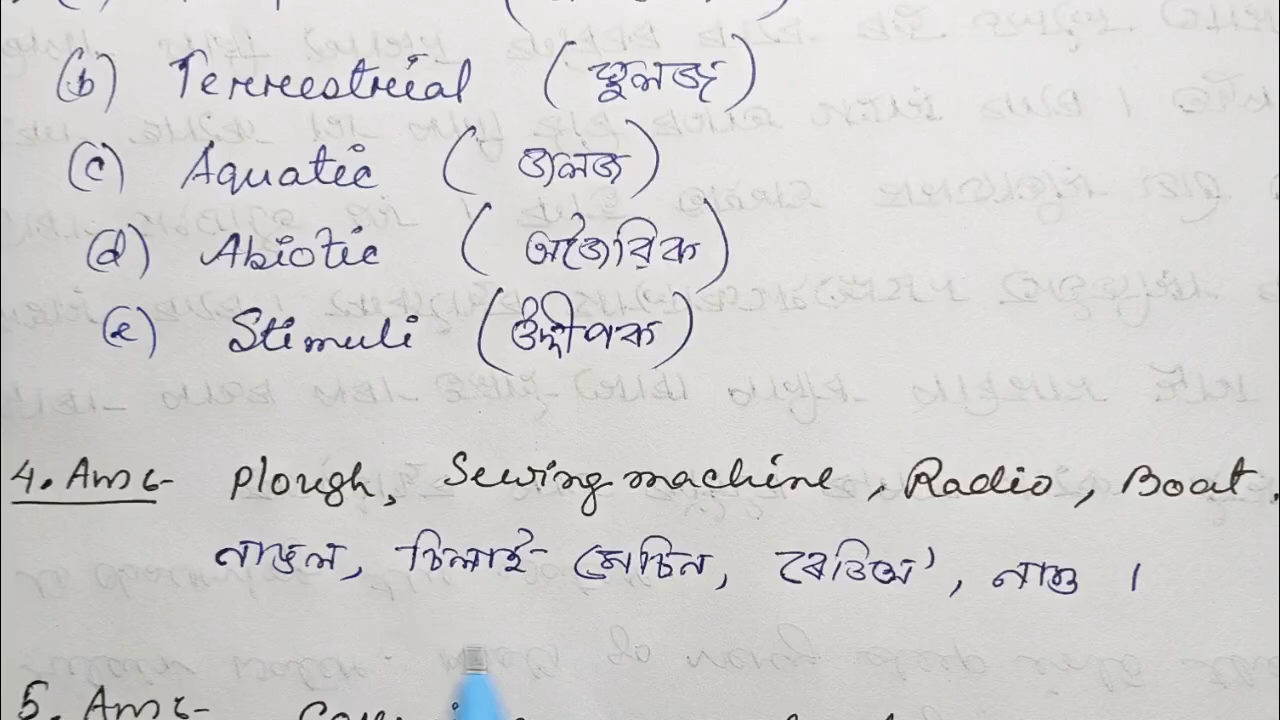 (b) Terrestrial (স্থলজ)
(c) Aquatic (জলজ)
(d) Abiotic (অজৈৱিক)
(e) Stimuli (উদ্দীপক)
4. Ans:- Plough, Sewing machine, Radio, Boat.
নাঙল, চিলাই মেচিন, ৰেডিঅ', নাও ।
5. Ans:-